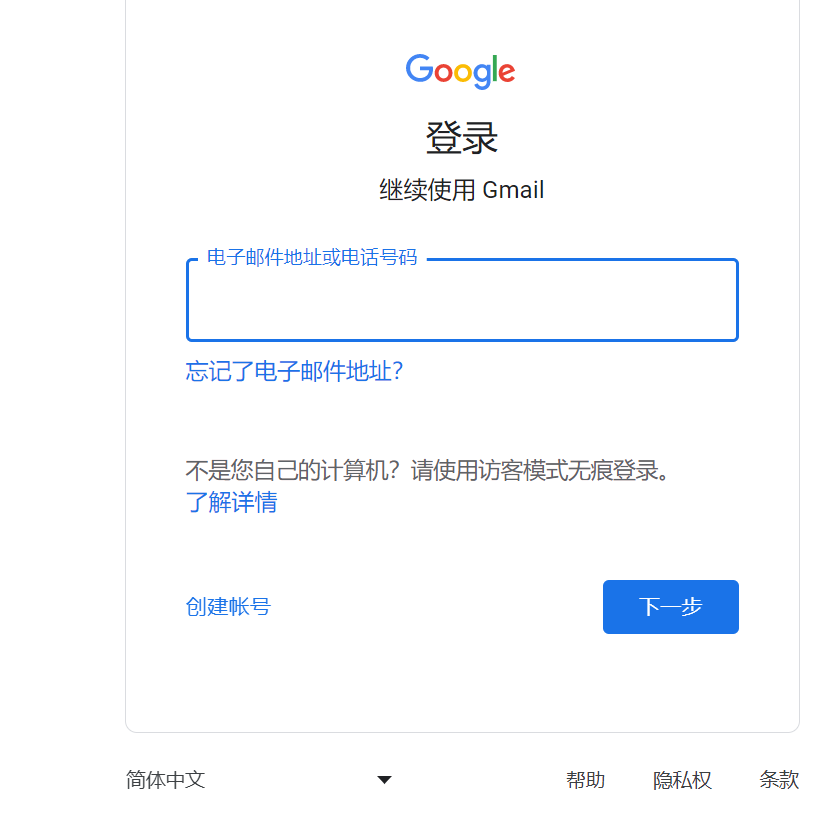 Google
登录
继续使用 Gmail
电子邮件地址或电话号码
忘记了电子邮件地址？
不是您自己的计算机？请使用访客模式无痕登录。
了解详情
创建帐号
下一步
简体中文
帮助
隐私权
条款